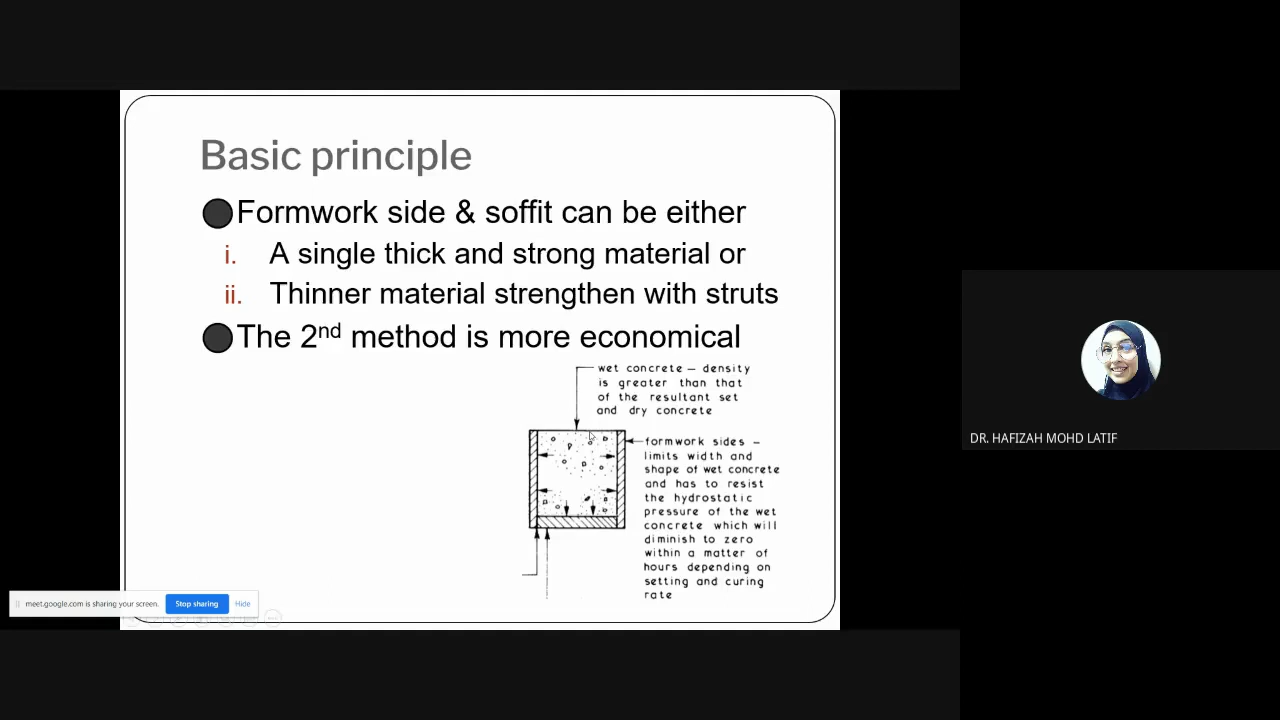 Basic principle
Formwork side & soffit can be either
i. A single thick and strong material or
ii. Thinner material strengthen with struts
The 2nd method is more economical
wet concrete – density
is greater than that
of the resultant set
and dry concrete
formwork sides –
limits width and
shape of wet concrete
and has to resist
the hydrostatic
pressure of the wet
concrete which will
diminish to zero
within a matter of
hours depending on
setting and curing
rate
meet.google.com is sharing your screen. Stop sharing Hide
DR. HAFIZAH MOHD LATIF